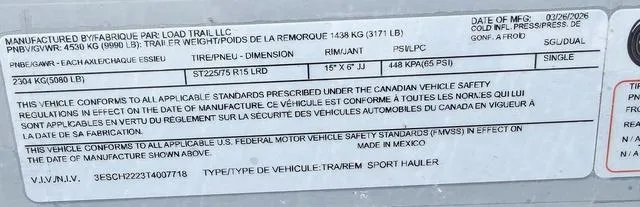 MANUFACTURED BY/FABRIQUE PAR: LOAD TRAIL LLC DATE OF MFG: 03/26/2026
PNBV/GVWR: 4530 KG (9990 LB): TRAILER WEIGHT/POIDS DE LA REMORQUE 1438 KG (3171 LB) COLD INFL.PRESS/PRESS. DE
GONF. A FROID
PNBE/GAWR - EACH AXLE/CHAQUE ESSIEU TIRE/PNEU - DIMENSION RIM/JANT PSI/LPC SGL/DUAL
2304 KG(5080 LB) ST225/75 R15 LRD 15" X 6" JJ 448 KPA(65 PSI) SINGLE
THIS VEHICLE CONFORMS TO ALL APPLICABLE STANDARDS PRESCRIBED UNDER THE CANADIAN VEHICLE SAFETY
REGULATIONS IN EFFECT ON THE DATE OF MANUFACTURE. CE VÉHICULE EST CONFORME À TOUTES LES NORMES QUI LUI
SONT APPLICABLES EN VERTU DU RÈGLEMENT SUR LA SÉCURITÉ DES VÉHICULES AUTOMOBILES DU CANADA EN VIGUEUR À
LA DATE DE SA FABRICATION.
THIS VEHICLE CONFORMS TO ALL APPLICABLE U.S. FEDERAL MOTOR VEHICLE SAFETY STANDARDS (FMVSS) IN EFFECT ON
THE DATE OF MANUFACTURE SHOWN ABOVE. MADE IN MEXICO
V.I.V./N.I.V. 3ESCH2223T4007718 TYPE/TYPE DE VEHICULE:TRA/REM SPORT HAULER
TI
PN
FRO
REA
N/A
N/A